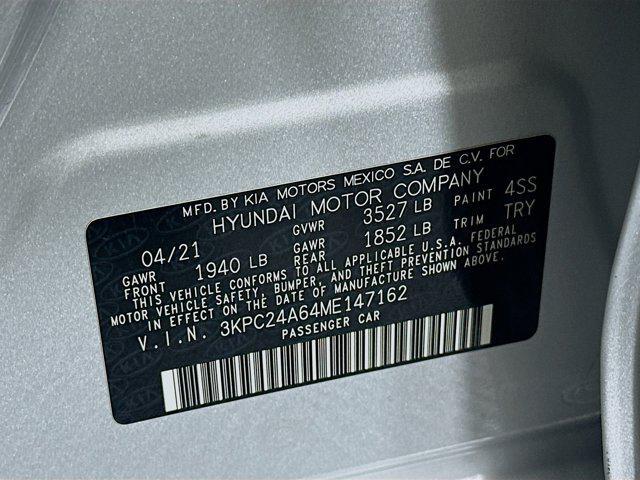 MFD. BY KIA MOTORS MEXICO S.A. DE C.V. FOR
HYUNDAI MOTOR COMPANY
04/21 GVWR 3527 LB PAINT 4SS
GAWR FRONT 1940 LB GAWR REAR 1852 LB TRIM TRY
THIS VEHICLE CONFORMS TO ALL APPLICABLE U.S.A. FEDERAL
MOTOR VEHICLE SAFETY, BUMPER, AND THEFT PREVENTION STANDARDS
IN EFFECT ON THE DATE OF MANUFACTURE SHOWN ABOVE.
V.I.N. 3KPC24A64ME147162
PASSENGER CAR